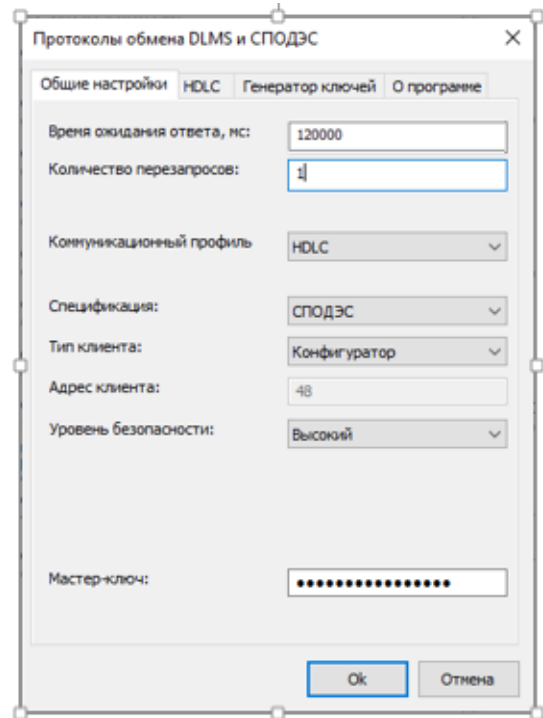 Протоколы обмена DLMS и СПОДЭС
Общие настройки HDLC Генератор ключей О программе
Время ожидания ответа, мс: 120000
Количество перезапросов: 1
Коммуникационный профиль HDLC
Спецификация: СПОДЭС
Тип клиента: Конфигуратор
Адрес клиента: 48
Уровень безопасности: Высокий
Мастер-ключ: ●●●●●●●●●●●●●●●●
Ok Отмена